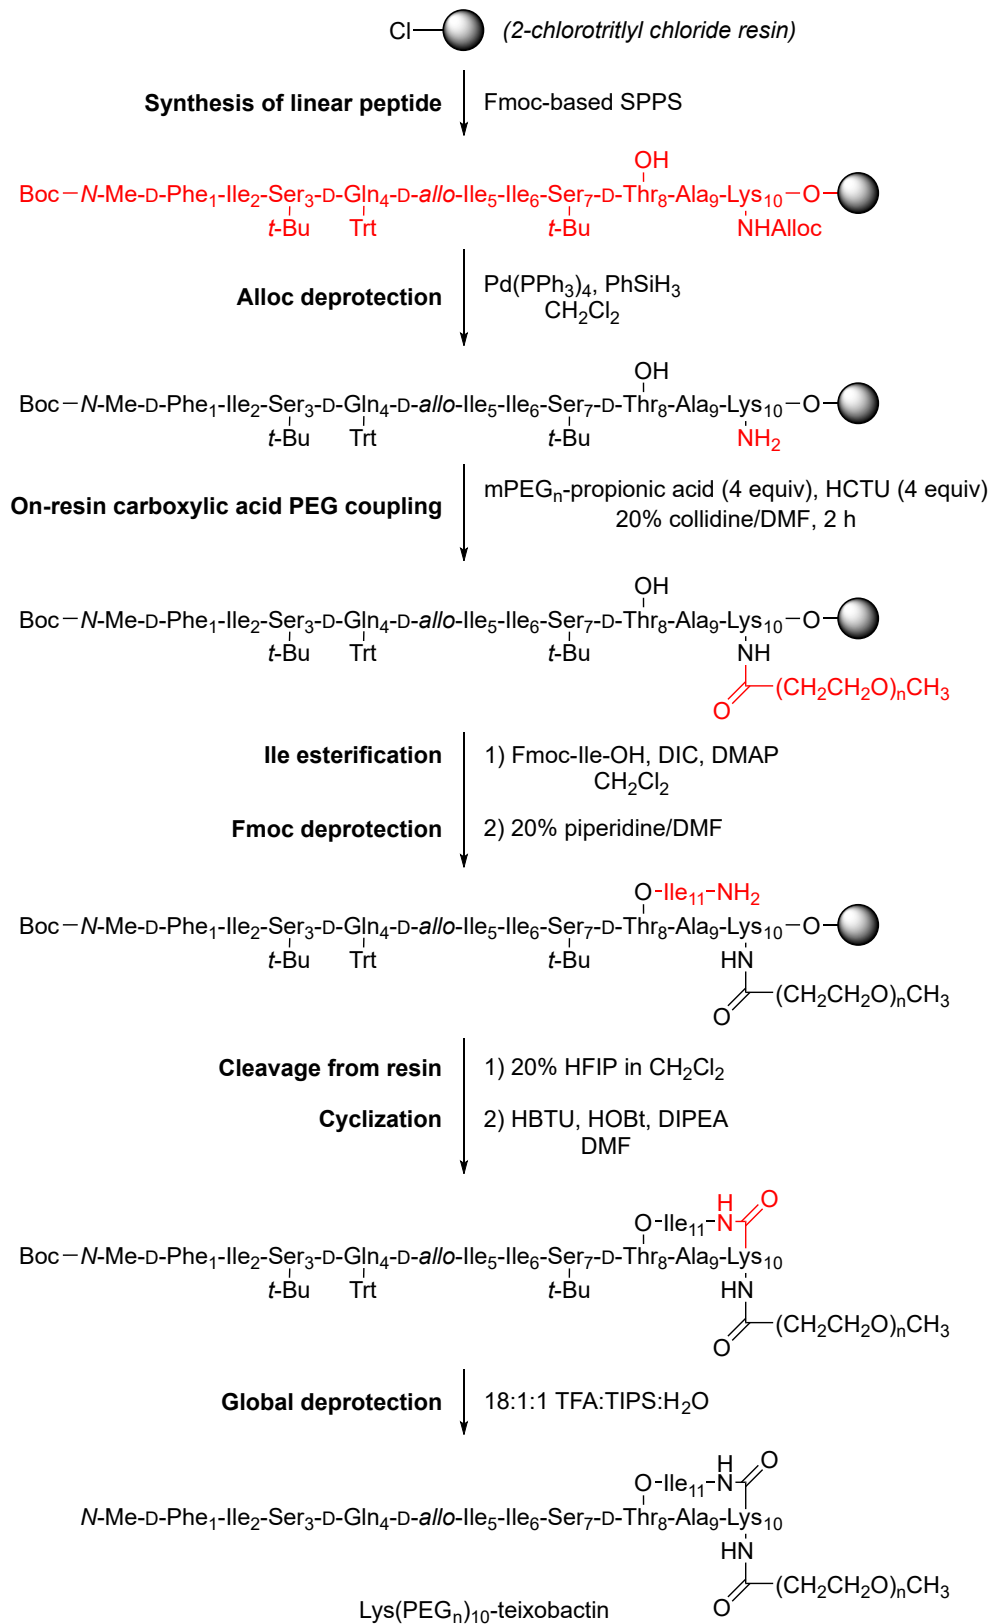 Cl (2-chlorotritlyl chloride resin)
Synthesis of linear peptide Fmoc-based SPPS
OH
Boc–N-Me-D-Phe1-Ile2-Ser3-D-Gln4-D-allo-Ile5-Ile6-Ser7-D-Thr8-Ala9-Lys10–O
t-Bu Trt t-Bu NHAlloc
Alloc deprotection Pd(PPh3)4, PhSiH3
CH2Cl2
OH
Boc–N-Me-D-Phe1-Ile2-Ser3-D-Gln4-D-allo-Ile5-Ile6-Ser7-D-Thr8-Ala9-Lys10–O
t-Bu Trt t-Bu NH2
On-resin carboxylic acid PEG coupling mPEGn-propionic acid (4 equiv), HCTU (4 equiv)
20% collidine/DMF, 2 h
OH
Boc–N-Me-D-Phe1-Ile2-Ser3-D-Gln4-D-allo-Ile5-Ile6-Ser7-D-Thr8-Ala9-Lys10–O
t-Bu Trt t-Bu NH
O (CH2CH2O)nCH3
Ile esterification 1) Fmoc-Ile-OH, DIC, DMAP
CH2Cl2
Fmoc deprotection 2) 20% piperidine/DMF
O-Ile11-NH2
Boc–N-Me-D-Phe1-Ile2-Ser3-D-Gln4-D-allo-Ile5-Ile6-Ser7-D-Thr8-Ala9-Lys10–O
t-Bu Trt t-Bu HN
O (CH2CH2O)nCH3
Cleavage from resin 1) 20% HFIP in CH2Cl2
Cyclization 2) HBTU, HOBt, DIPEA
DMF
O-Ile11-NH O
Boc–N-Me-D-Phe1-Ile2-Ser3-D-Gln4-D-allo-Ile5-Ile6-Ser7-D-Thr8-Ala9-Lys10
t-Bu Trt t-Bu HN
O (CH2CH2O)nCH3
Global deprotection 18:1:1 TFA:TIPS:H2O
O-Ile11-NH O
N-Me-D-Phe1-Ile2-Ser3-D-Gln4-D-allo-Ile5-Ile6-Ser7-D-Thr8-Ala9-Lys10
HN
O (CH2CH2O)nCH3
Lys(PEGn)10-teixobactin